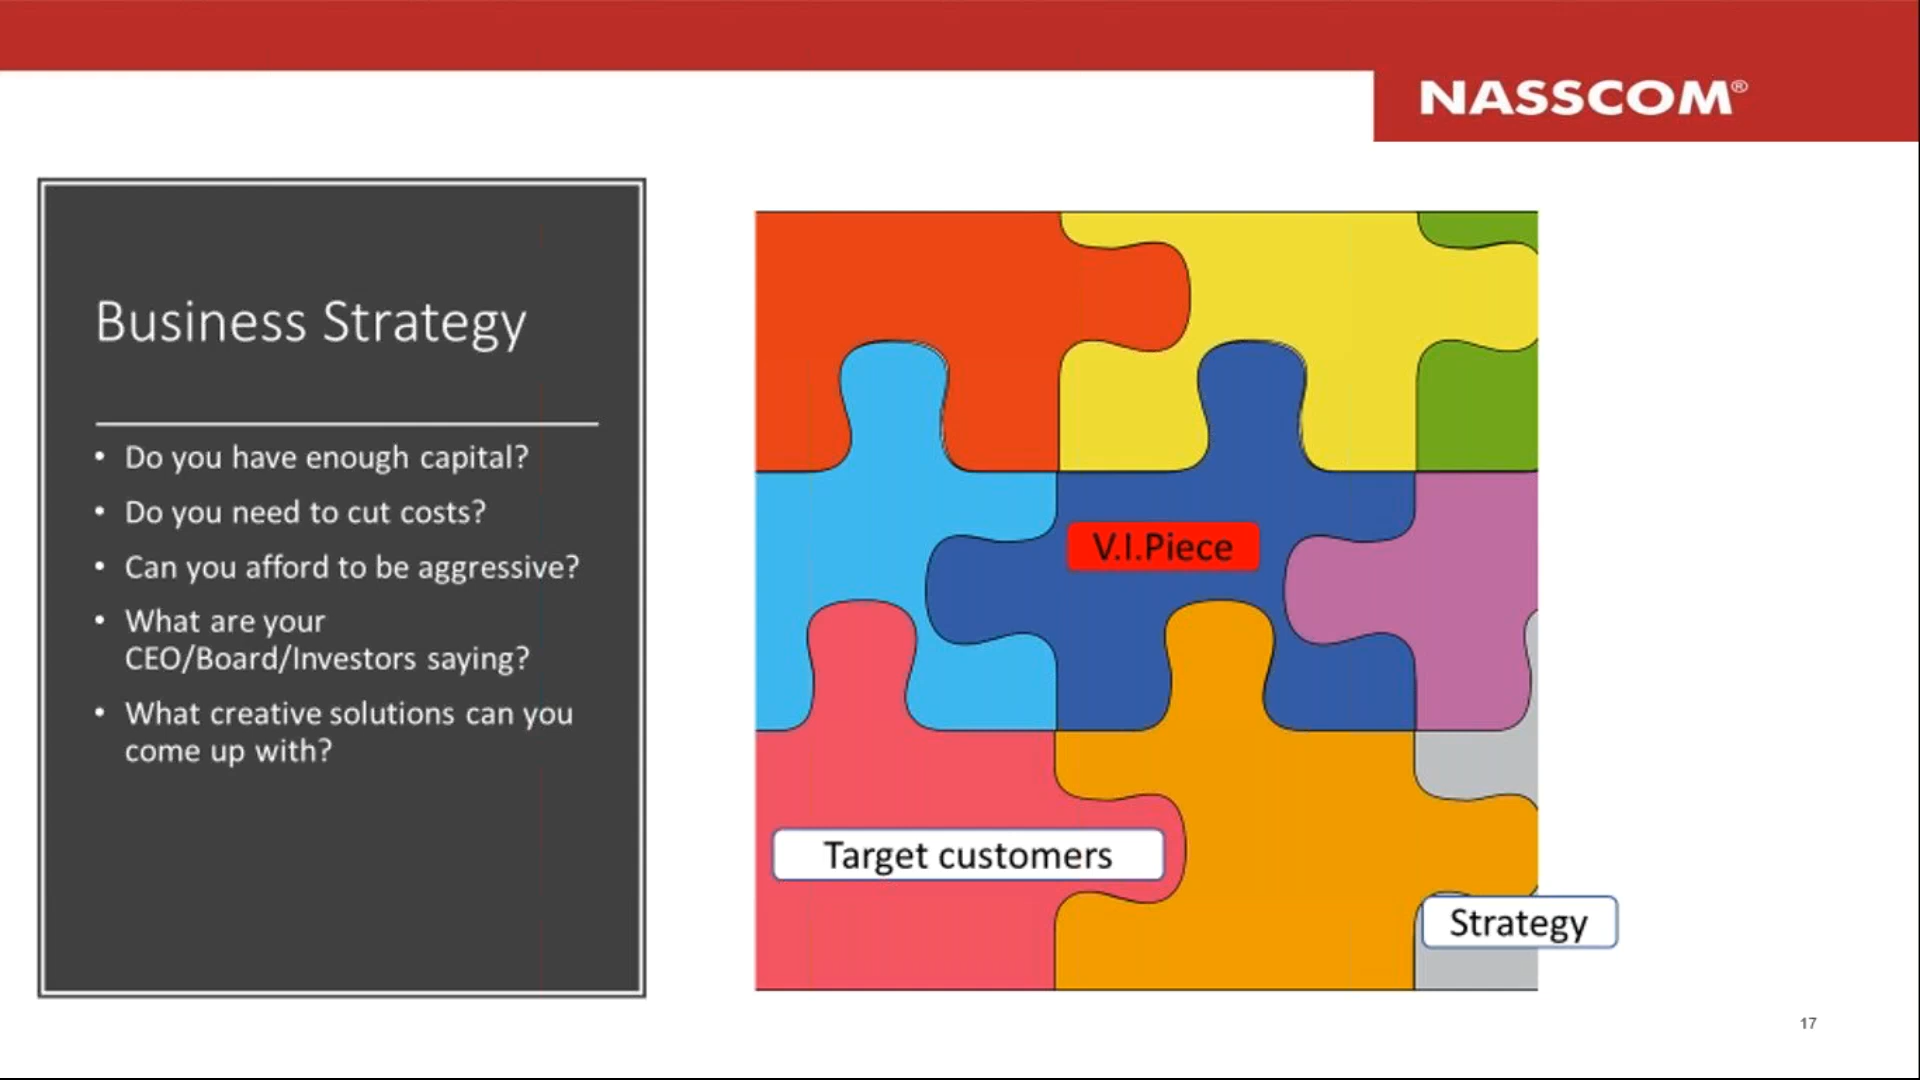 NASSCOM®
Business Strategy
• Do you have enough capital?
• Do you need to cut costs?
• Can you afford to be aggressive?
• What are your
CEO/Board/Investors saying?
• What creative solutions can you
come up with?
V.I.Piece
Target customers
Strategy
17